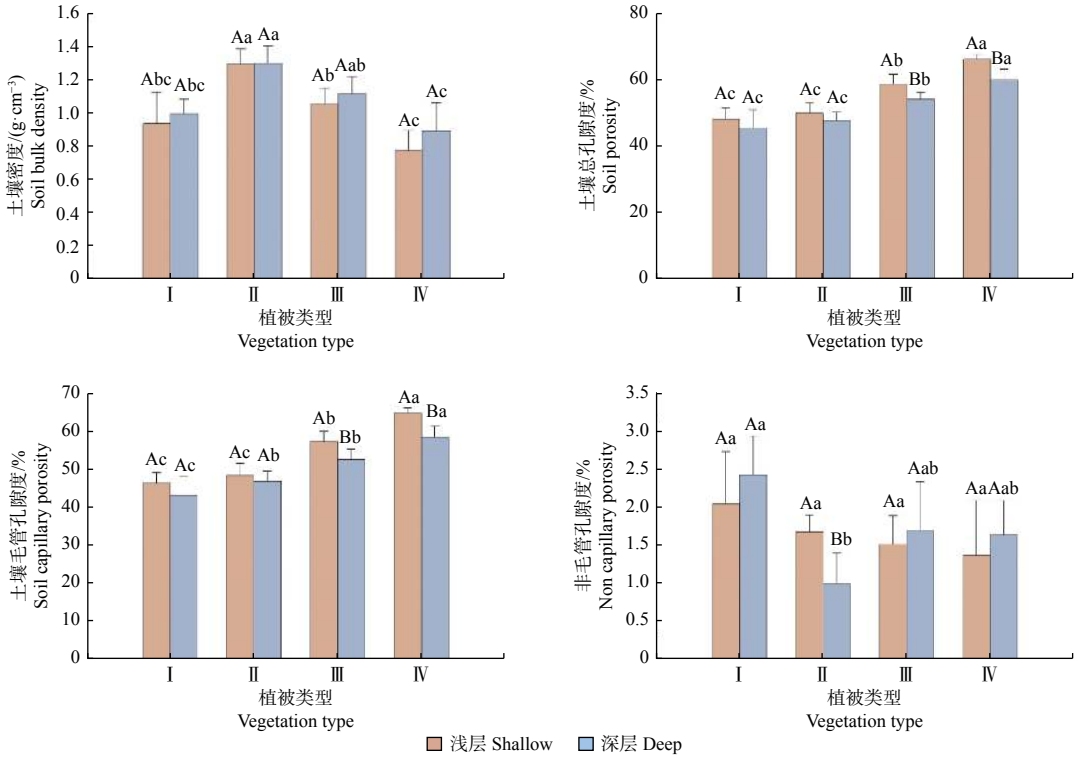 土壤密度/(g·cm⁻³)
Soil bulk density
1.6
1.4
1.2
1.0
0.8
0.6
0.4
0.2
0
Abc Abc
Aa Aa
Ab Aab
Ac Ac
Ⅰ Ⅱ Ⅲ Ⅳ
植被类型
Vegetation type
土壤总孔隙度/%
Soil porosity
80
60
40
20
0
Ac Ac
Ac Ac
Ab Bb
Aa Ba
Ⅰ Ⅱ Ⅲ Ⅳ
植被类型
Vegetation type
土壤毛管孔隙度/%
Soil capillary porosity
70
60
50
40
30
20
10
0
Ac Ac
Ac Ab
Ab Bb
Aa Ba
Ⅰ Ⅱ Ⅲ Ⅳ
植被类型
Vegetation type
非毛管孔隙度/%
Non capillary porosity
3.5
3.0
2.5
2.0
1.5
1.0
0.5
0
Aa Aa
Aa Bb
Aa Aab
Aa Aab
Ⅰ Ⅱ Ⅲ Ⅳ
植被类型
Vegetation type
浅层 Shallow 深层 Deep